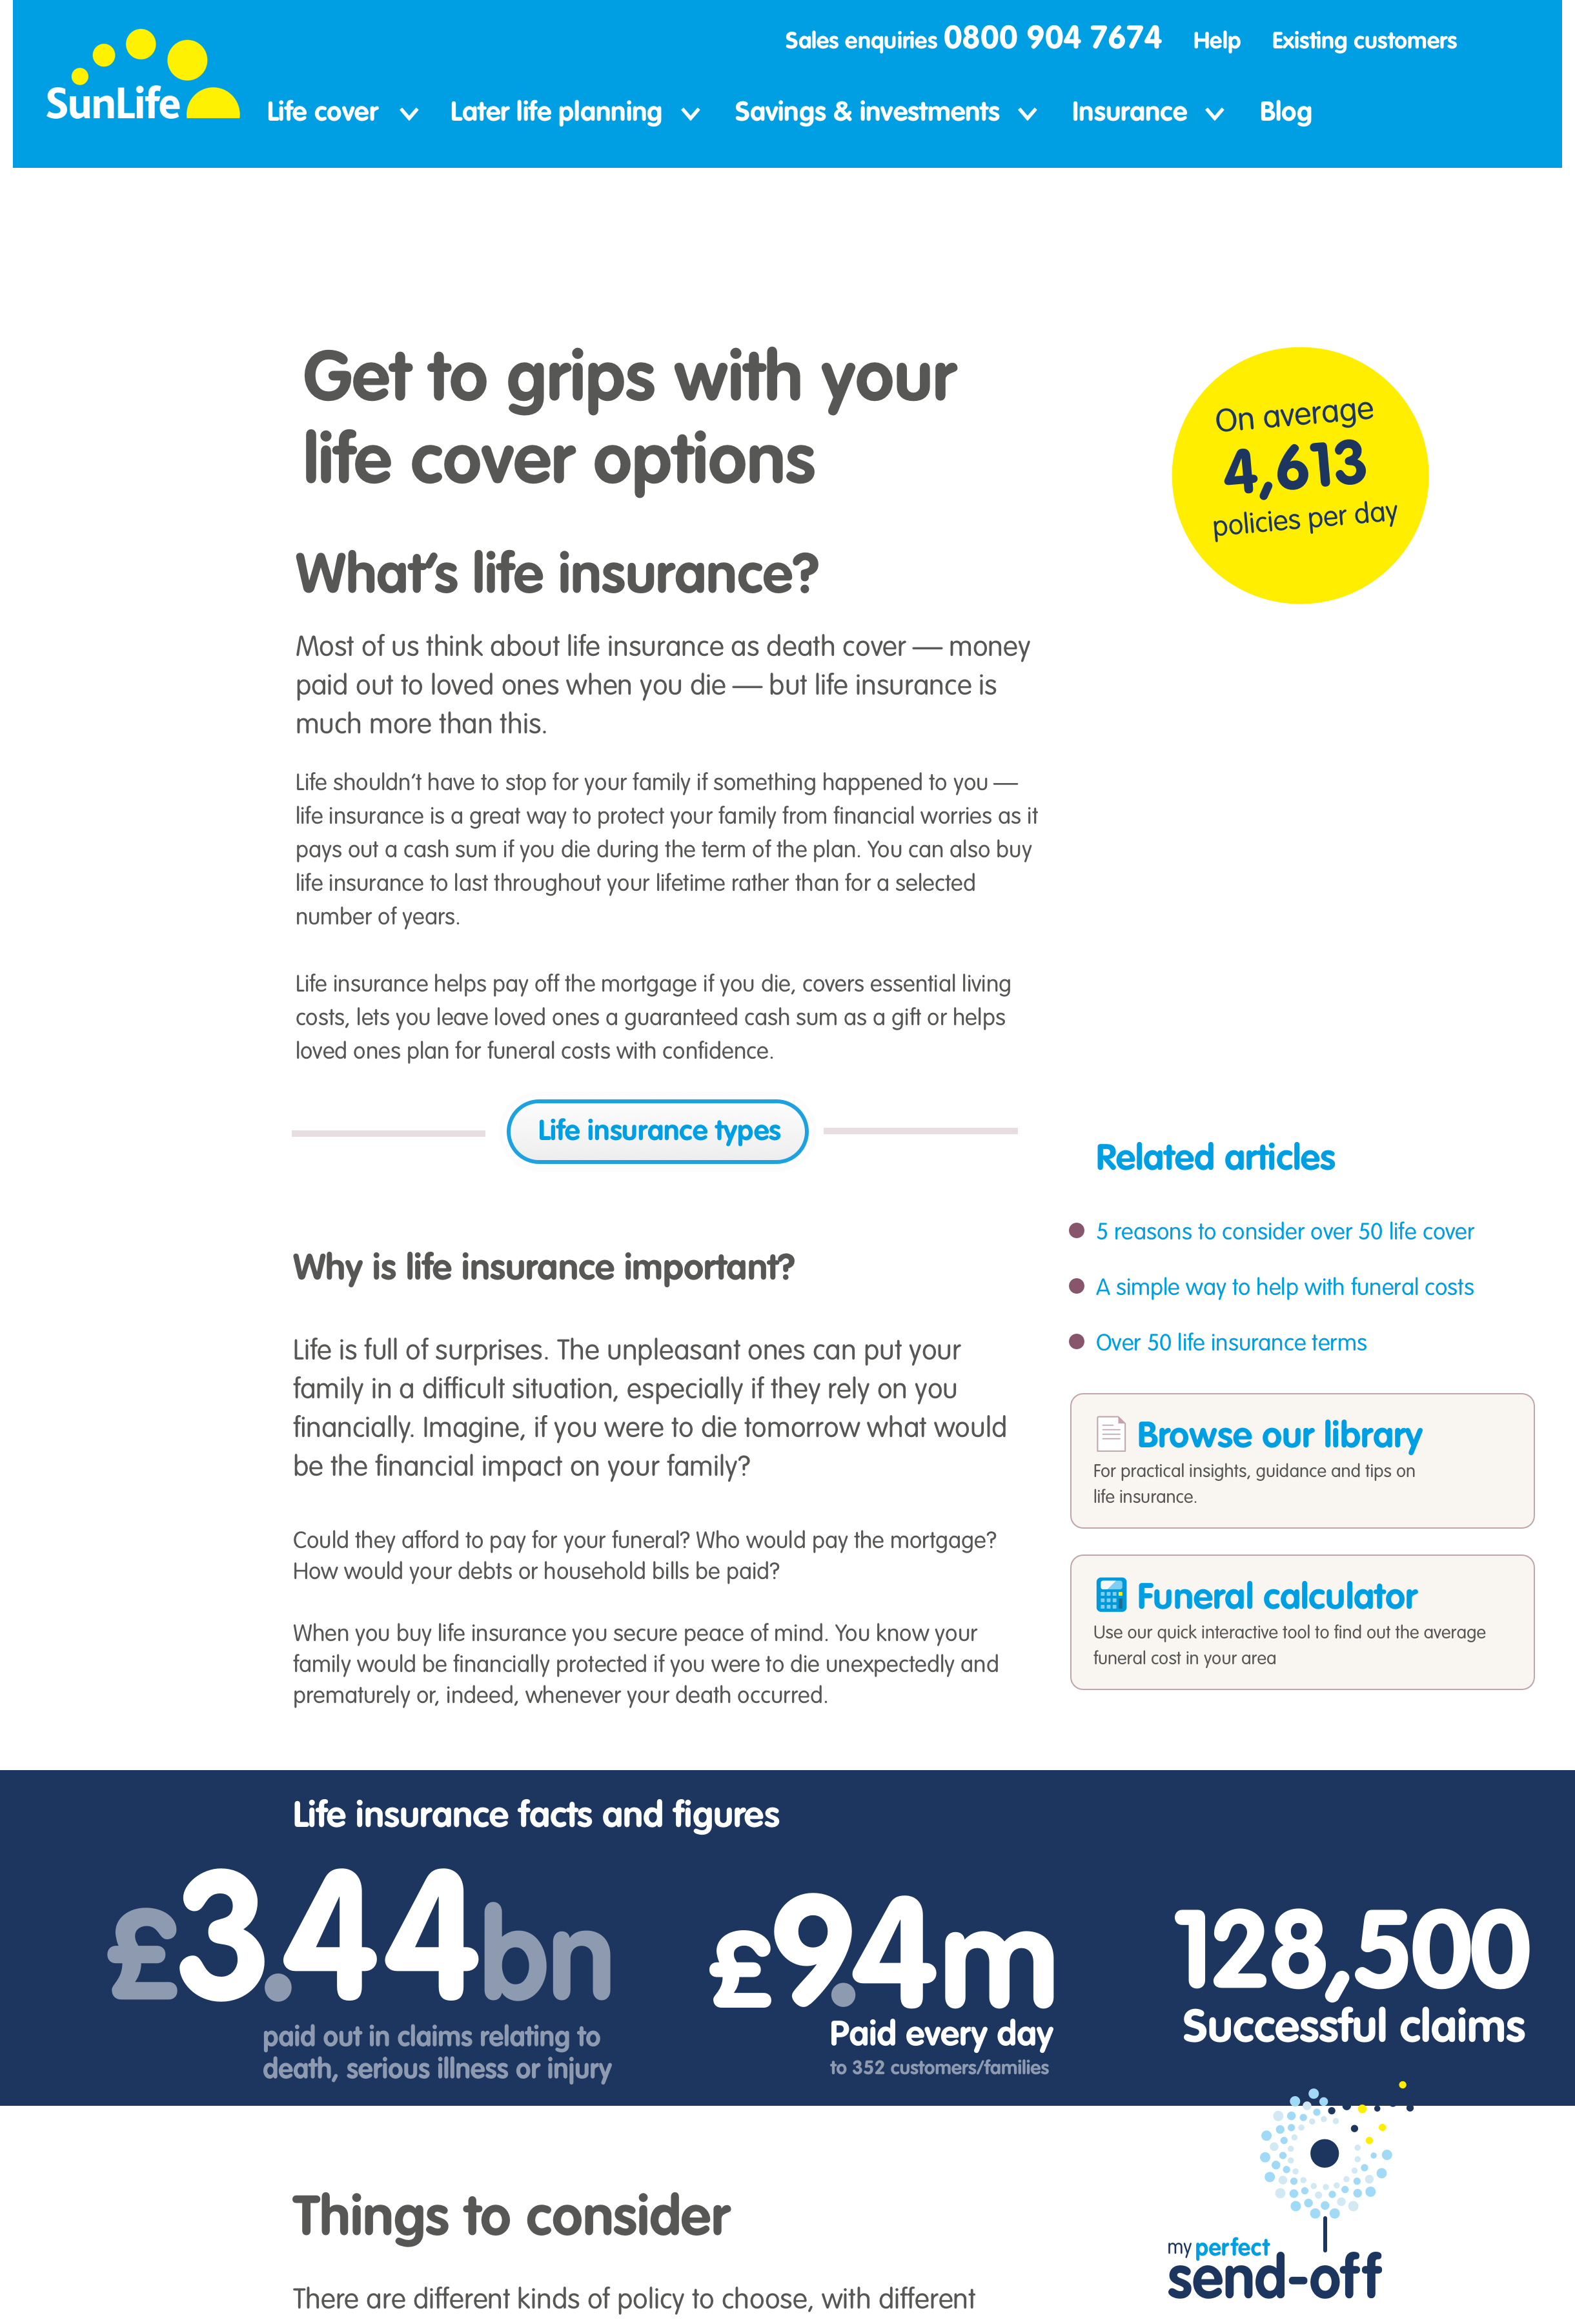 Sales enquiries 0800 904 7674 Help Existing customers
SunLife
Life cover Later life planning Savings & investments Insurance Blog
Get to grips with your
life cover options
On average
4,613
policies per day
What's life insurance?
Most of us think about life insurance as death cover — money
paid out to loved ones when you die — but life insurance is
much more than this.
Life shouldn't have to stop for your family if something happened to you —
life insurance is a great way to protect your family from financial worries as it
pays out a cash sum if you die during the term of the plan. You can also buy
life insurance to last throughout your lifetime rather than for a selected
number of years.
Life insurance helps pay off the mortgage if you die, covers essential living
costs, lets you leave loved ones a guaranteed cash sum as a gift or helps
loved ones plan for funeral costs with confidence.
Life insurance types
Why is life insurance important?
Life is full of surprises. The unpleasant ones can put your
family in a difficult situation, especially if they rely on you
financially. Imagine, if you were to die tomorrow what would
be the financial impact on your family?
Could they afford to pay for your funeral? Who would pay the mortgage?
How would your debts or household bills be paid?
When you buy life insurance you secure peace of mind. You know your
family would be financially protected if you were to die unexpectedly and
prematurely or, indeed, whenever your death occurred.
Related articles
5 reasons to consider over 50 life cover
A simple way to help with funeral costs
Over 50 life insurance terms
Browse our library
For practical insights, guidance and tips on
life insurance.
Funeral calculator
Use our quick interactive tool to find out the average
funeral cost in your area
Life insurance facts and figures
£3.44bn
paid out in claims relating to
death, serious illness or injury
£9.4m
Paid every day
to 352 customers/families
128,500
Successful claims
Things to consider
There are different kinds of policy to choose, with different
my perfect
send-off